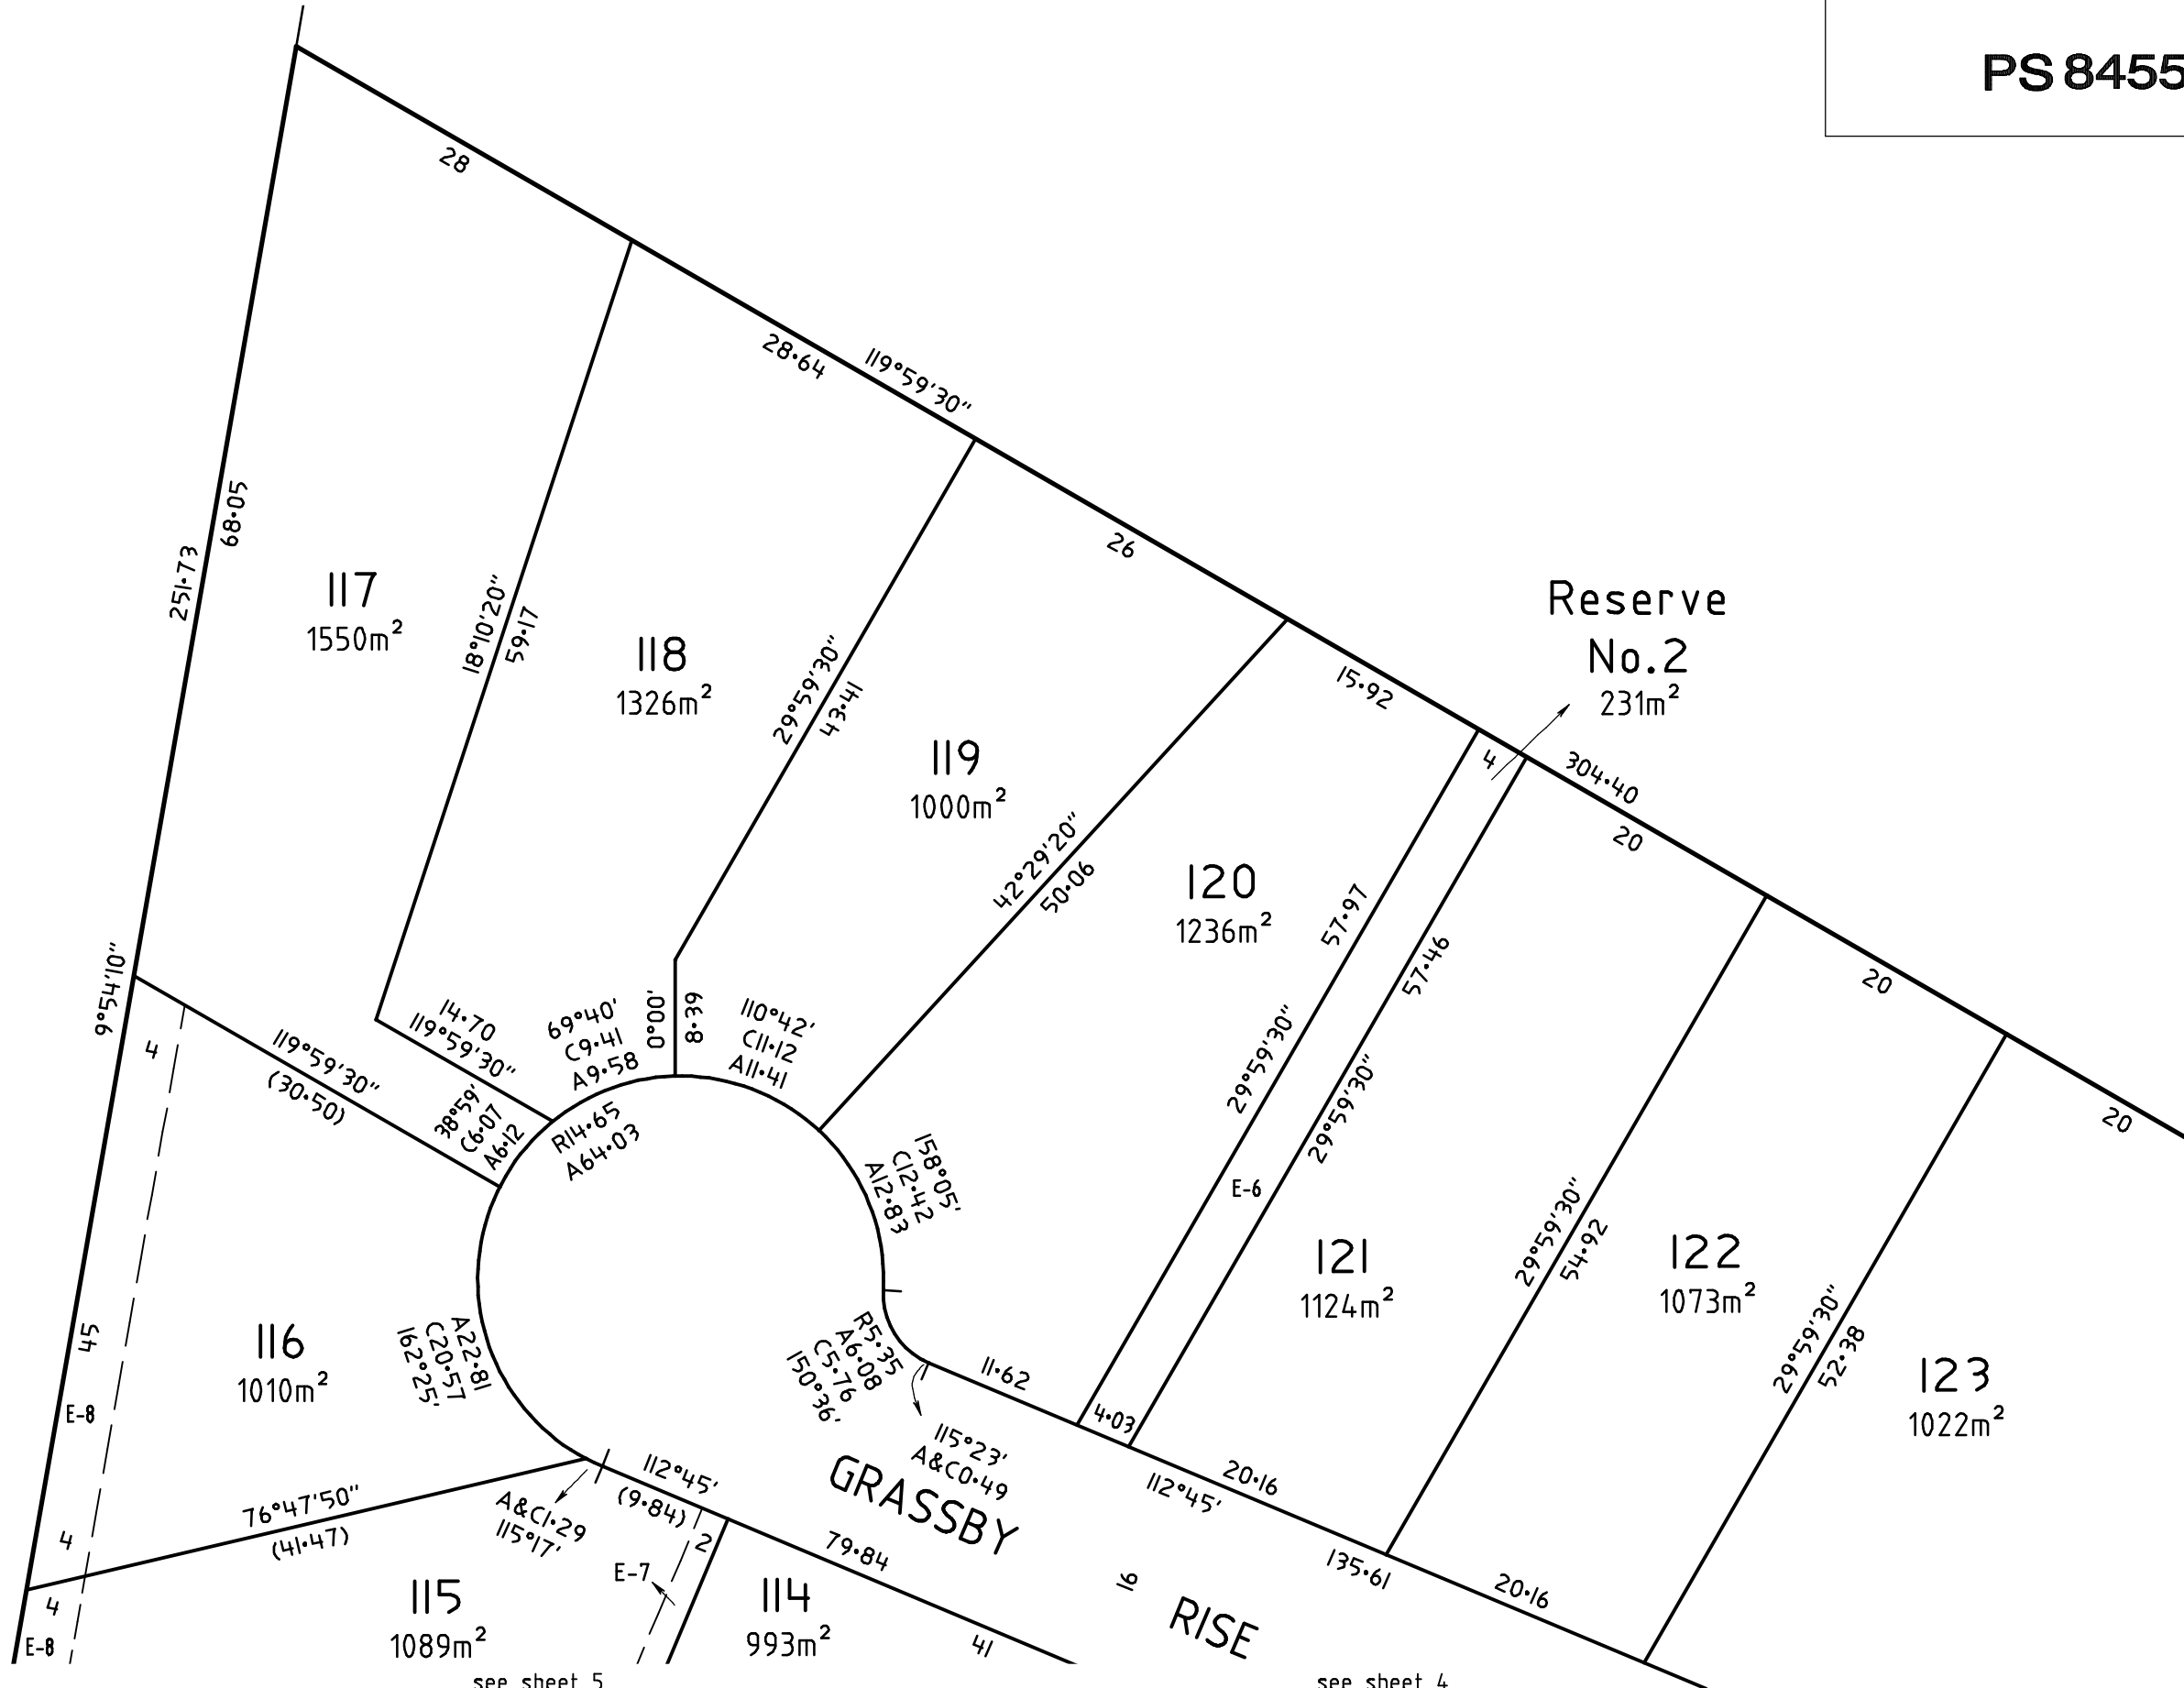 PS 8455
28
28·64
119°59'30"
26
15·92
Reserve
No.2
231m²
4
304·40
20
20
20
251·73
68·05
9°54'10"
117
1550m²
18°10'20"
59·17
118
1326m²
29°59'30"
43·41
119
1000m²
42°29'20"
50·06
120
1236m²
57·97
29°59'30"
57·46
29°59'30"
E-6
121
1124m²
29°59'30"
54·92
122
1073m²
29°59'30"
52·38
123
1022m²
14·70
119°59'30"
69°40'
C9·41
A9·58
0°00'
8·39
110°42'
C11·12
A11·41
4
119°59'30"
(30·50)
38°59'
C6·07
A6·12
R14·65
A64·03
158°05'
C12·42
A12·83
45
116
1010m²
A22·81
C20·57
162°25'
R5·35
A6·08
C5·76
150°36'
11·62
4·03
E-8
115°23'
A&C0·49
GRASSBY
RISE
16
20·16
112°45'
135·61
20·16
76°47'50"
(41·47)
A&C1·29
115°17'
112°45'
(9·84)
2
79·84
4
4
E-7
E-8
115
1089m²
114
993m²
41
see sheet 5
see sheet 4